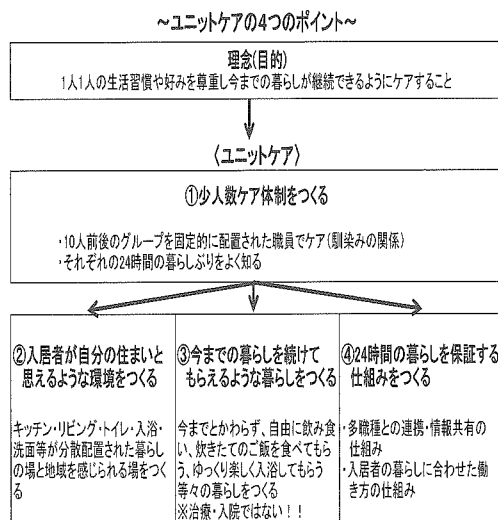 ～ユニットケアの4つのポイント～
理念(目的)
1人1人の生活習慣や好みを尊重し今までの暮らしが継続できるようにケアすること
〈ユニットケア〉
①少人数ケア体制をつくる
・10人前後のグループを固定的に配置された職員でケア(馴染みの関係)
・それぞれの24時間の暮らしぶりをよく知る
②入居者が自分の住まいと
思えるような環境をつくる
キッチン・リビング・トイレ・入浴・
洗面等が分散配置された暮らし
の場と地域を感じられる場をつく
る
③今までの暮らしを続けて
もらえるような暮らしをつくる
今までとかわらず、自由に飲み食
い、炊きたてのご飯を食べてもら
う、ゆっくり楽しく入浴してもらう
等々の暮らしをつくる
※治療・入院ではない！！
④24時間の暮らしを保証する
仕組みをつくる
・多職種との連携・情報共有の
仕組み
・入居者の暮らしに合わせた働
き方の仕組み